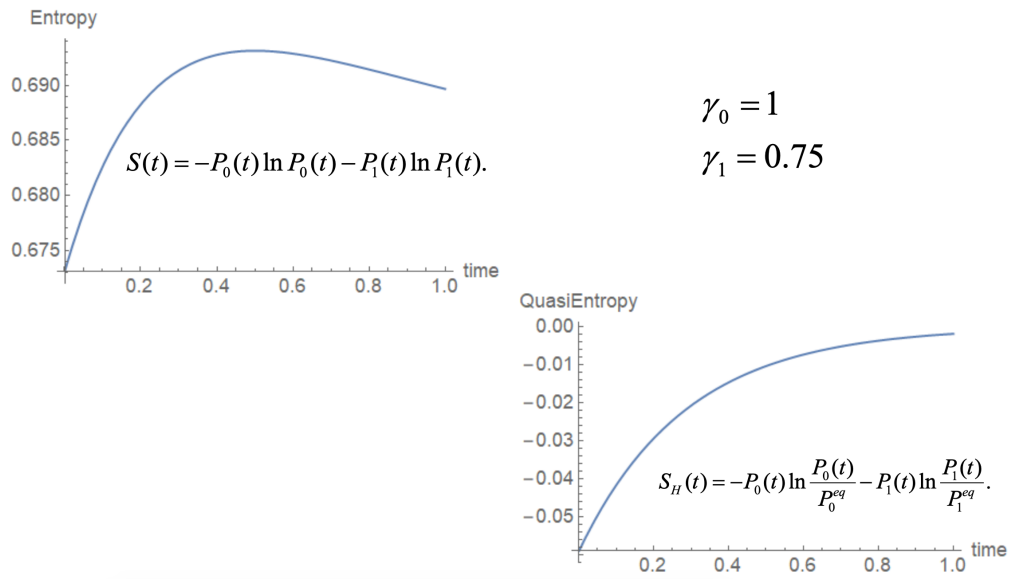 Entropy
0.690
0.685
0.680
0.675
S(t) = −P₀(t) ln P₀(t) − P₁(t) ln P₁(t).
time
0.2 0.4 0.6 0.8 1.0
γ₀ = 1
γ₁ = 0.75
QuasiEntropy
0.00
−0.01
−0.02
−0.03
−0.04
−0.05
S_H(t) = −P₀(t) ln P₀(t)/P₀^eq − P₁(t) ln P₁(t)/P₁^eq.
time
0.2 0.4 0.6 0.8 1.0